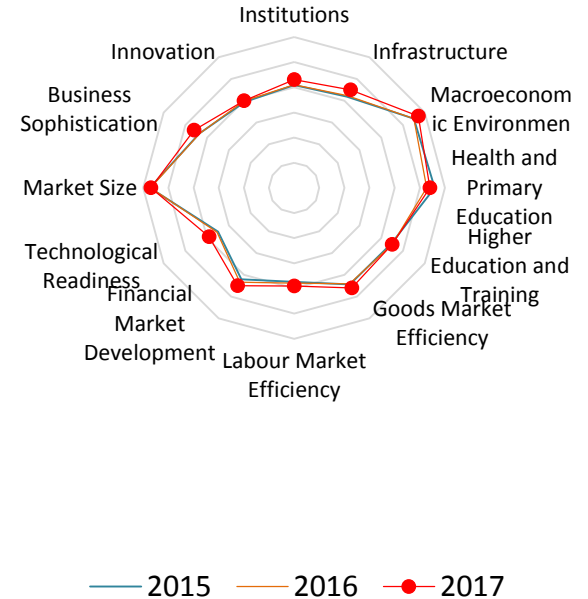 Institutions
Infrastructure
Macroeconom
ic Environmen
Health and
Primary
Education
Higher
Education and
Training
Goods Market
Efficiency
Labour Market
Efficiency
Financial
Market
Development
Technological
Readiness
Market Size
Business
Sophistication
Innovation
2015
2016
2017